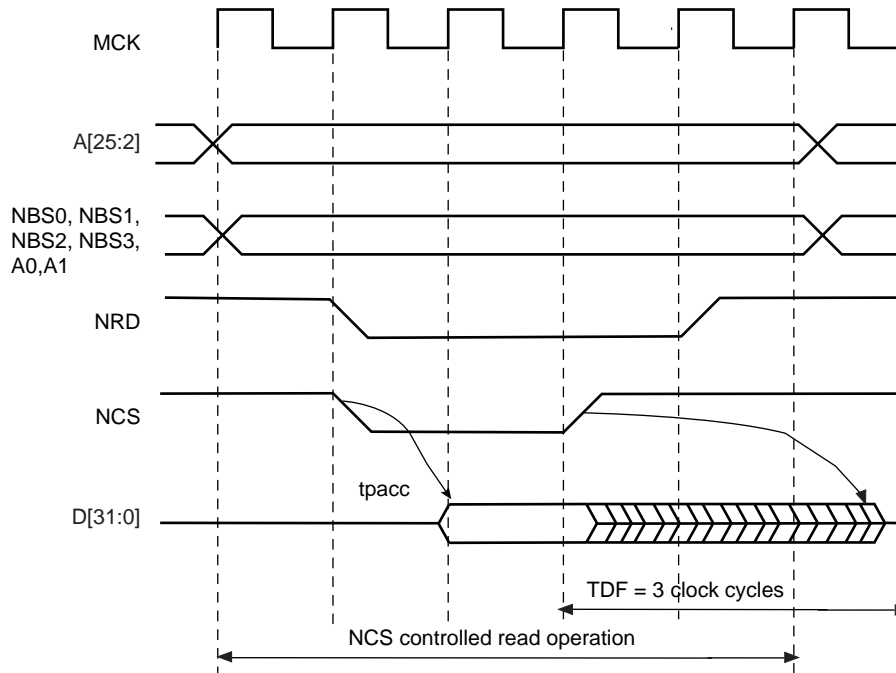 MCK
A[25:2]
NBS0, NBS1,
NBS2, NBS3,
A0,A1
NRD
NCS
tpacc
D[31:0]
TDF = 3 clock cycles
NCS controlled read operation